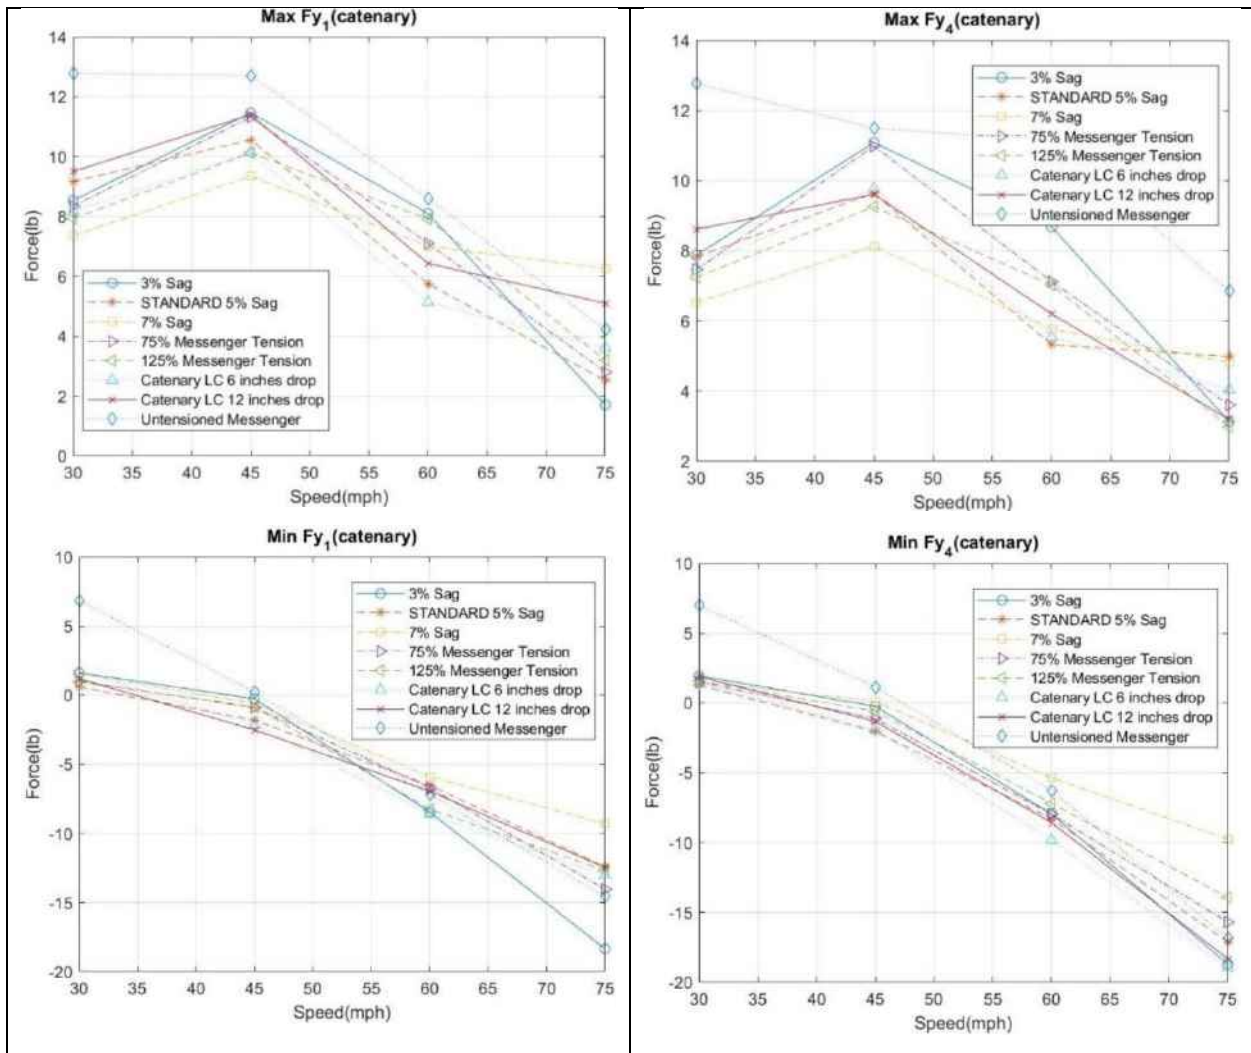 Max Fy1(catenary)
14
12
10
8
6
4
2
0
Force(lb)
3% Sag
STANDARD 5% Sag
7% Sag
75% Messenger Tension
125% Messenger Tension
Catenary LC 6 inches drop
Catenary LC 12 inches drop
Untensioned Messenger
30 35 40 45 50 55 60 65 70 75
Speed(mph)
Max Fy4(catenary)
14
12
10
8
6
4
2
Force(lb)
3% Sag
STANDARD 5% Sag
7% Sag
75% Messenger Tension
125% Messenger Tension
Catenary LC 6 inches drop
Catenary LC 12 inches drop
Untensioned Messenger
30 35 40 45 50 55 60 65 70 75
Speed(mph)
Min Fy1(catenary)
10
5
0
-5
-10
-15
-20
Force(lb)
3% Sag
STANDARD 5% Sag
7% Sag
75% Messenger Tension
125% Messenger Tension
Catenary LC 6 inches drop
Catenary LC 12 inches drop
Untensioned Messenger
30 35 40 45 50 55 60 65 70 75
Speed(mph)
Min Fy4(catenary)
10
5
0
-5
-10
-15
-20
Force(lb)
3% Sag
STANDARD 5% Sag
7% Sag
75% Messenger Tension
125% Messenger Tension
Catenary LC 6 inches drop
Catenary LC 12 inches drop
Untensioned Messenger
30 35 40 45 50 55 60 65 70 75
Speed(mph)